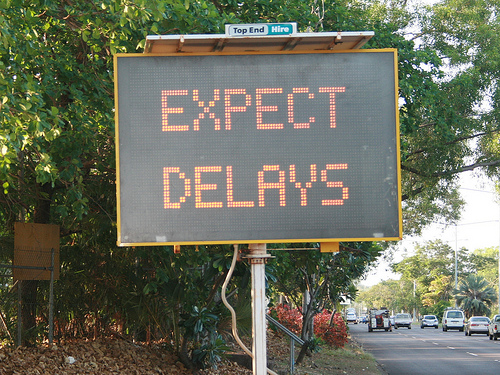 Top End Hire
EXPECT
DELAYS